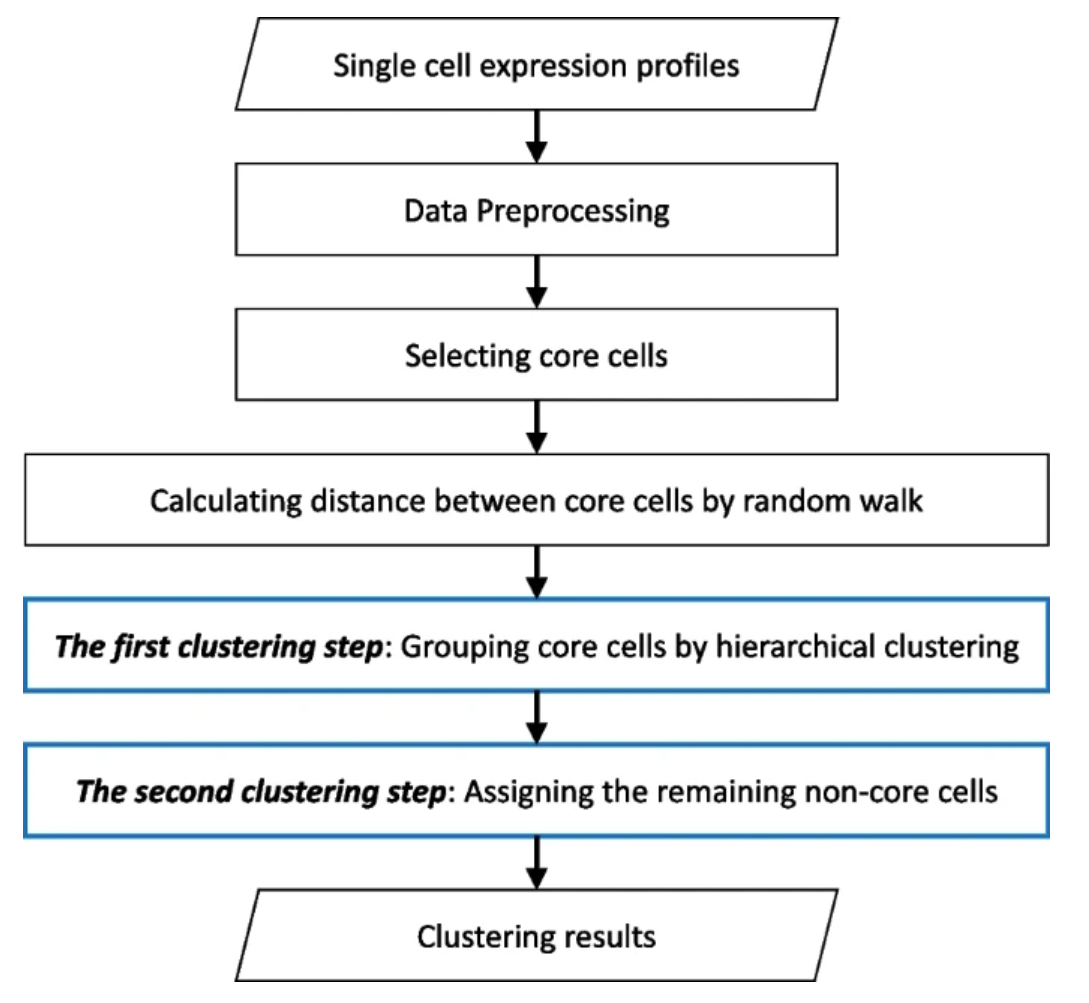 Single cell expression profiles
Data Preprocessing
Selecting core cells
Calculating distance between core cells by random walk
The first clustering step: Grouping core cells by hierarchical clustering
The second clustering step: Assigning the remaining non-core cells
Clustering results